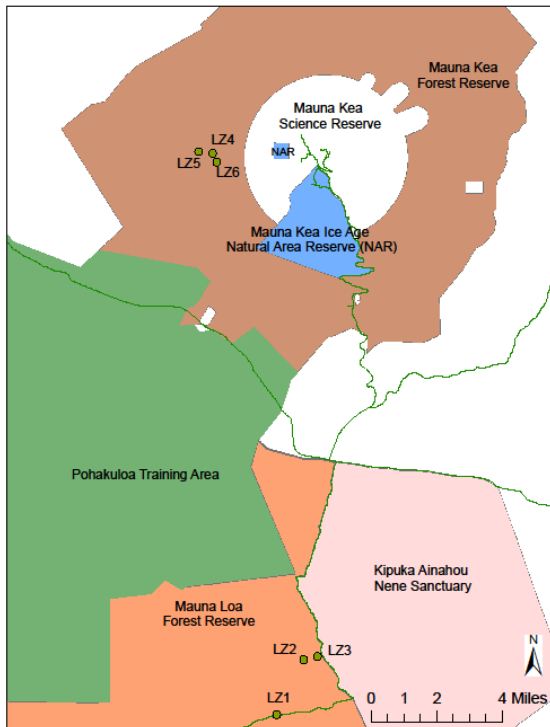 Mauna Kea
Forest Reserve
Mauna Kea
Science Reserve
LZ4
NAR
LZ5
LZ6
Mauna Kea Ice Age
Natural Area Reserve (NAR)
Pohakuloa Training Area
Kipuka Ainahou
Nene Sanctuary
Mauna Loa
Forest Reserve
LZ2
LZ3
N
LZ1
0 1 2 4 Miles